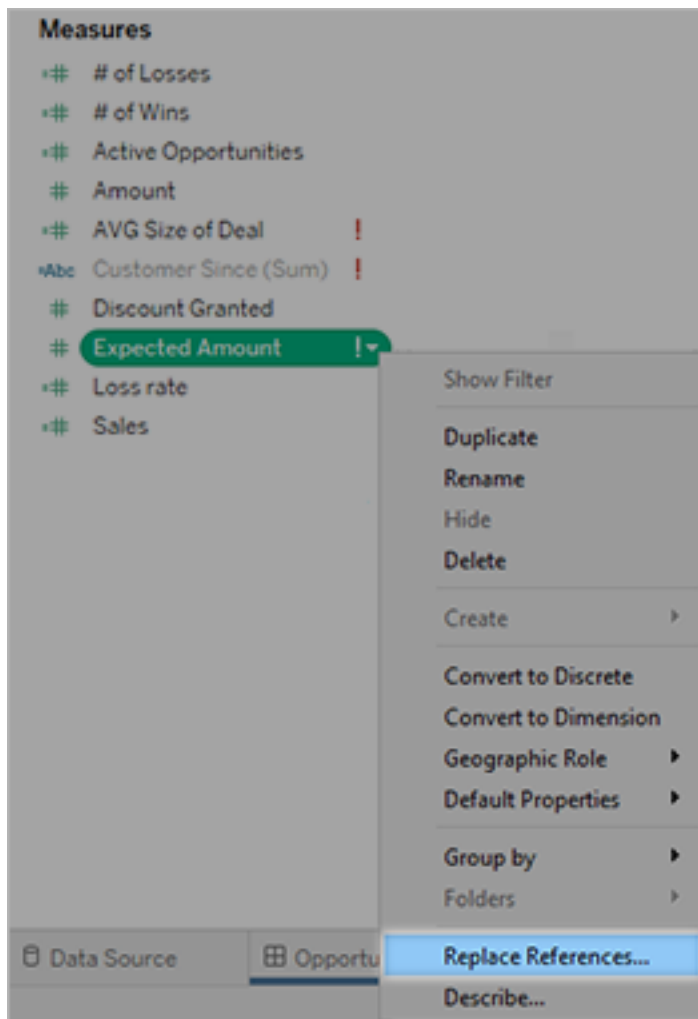 Measures
# of Losses
# of Wins
Active Opportunities
Amount
AVG Size of Deal !
Abc Customer Since (Sum) !
Discount Granted
Expected Amount !
Loss rate
Sales
Show Filter
Duplicate
Rename
Hide
Delete
Create
Convert to Discrete
Convert to Dimension
Geographic Role
Default Properties
Group by
Folders
Replace References...
Describe...
Data Source
Opportu